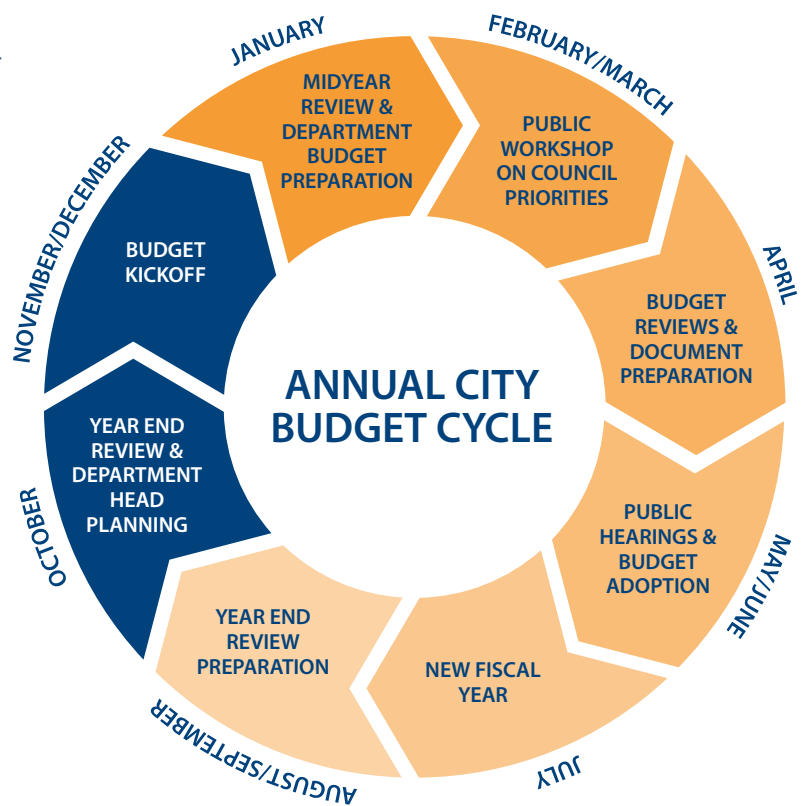 ANNUAL CITY
BUDGET CYCLE
JANUARY
MIDYEAR
REVIEW &
DEPARTMENT
BUDGET
PREPARATION
FEBRUARY/MARCH
PUBLIC
WORKSHOP
ON COUNCIL
PRIORITIES
APRIL
BUDGET
REVIEWS &
DOCUMENT
PREPARATION
MAY/JUNE
PUBLIC
HEARINGS &
BUDGET
ADOPTION
JULY
NEW FISCAL
YEAR
AUGUST/SEPTEMBER
YEAR END
REVIEW
PREPARATION
OCTOBER
YEAR END
REVIEW &
DEPARTMENT
HEAD
PLANNING
NOVEMBER/DECEMBER
BUDGET
KICKOFF